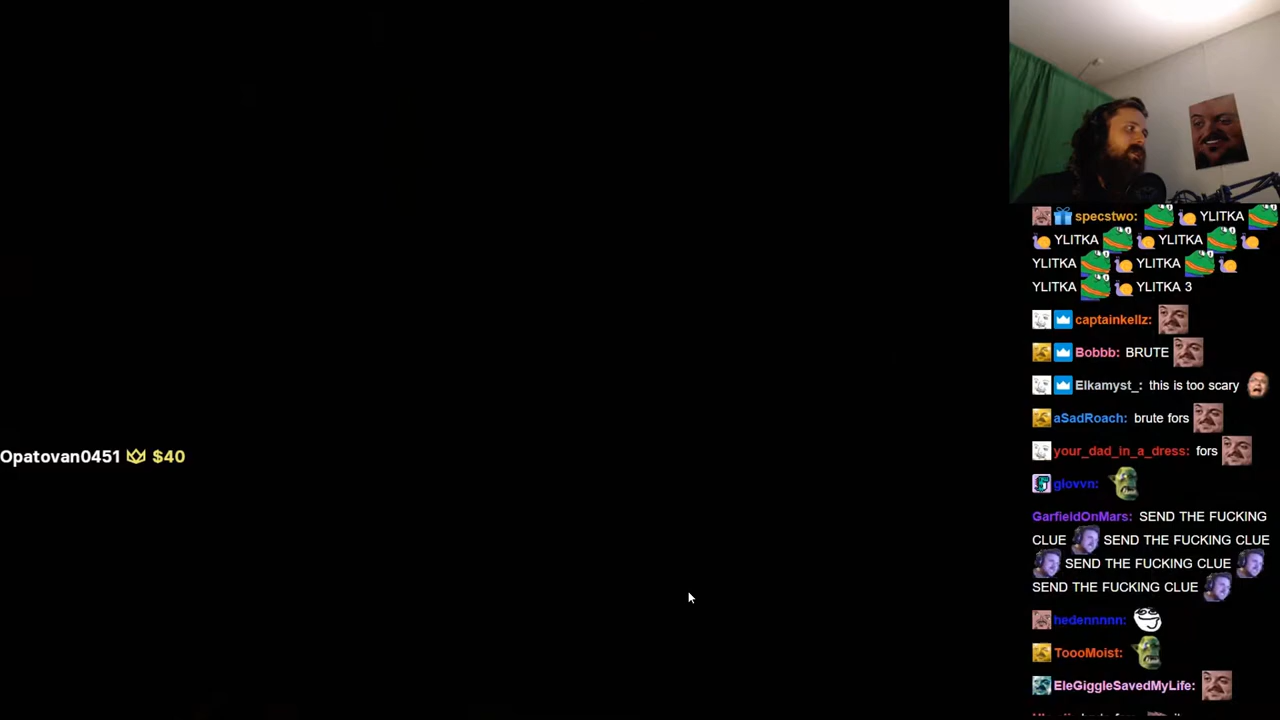 specstwo: YLITKA
YLITKA YLITKA
YLITKA YLITKA
YLITKA YLITKA 3
captainkellz:
Bobbb: BRUTE
Elkamyst_: this is too scary
aSadRoach: brute fors
Opatovan0451 $40
your_dad_in_a_dress: fors
glovvn:
GarfieldOnMars: SEND THE FUCKING
CLUE SEND THE FUCKING CLUE
SEND THE FUCKING CLUE
SEND THE FUCKING CLUE
hedennnnn:
ToooMoist:
EleGiggleSavedMyLife: